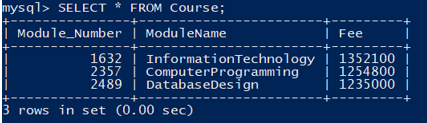 mysql> SELECT * FROM Course;
+---------------+-----------------------+---------+
| Module_Number | ModuleName            | Fee     |
+---------------+-----------------------+---------+
|          1632 | InformationTechnology | 1352100 |
|          2357 | ComputerProgramming   | 1254800 |
|          2489 | DatabaseDesign        | 1235000 |
+---------------+-----------------------+---------+
3 rows in set (0.00 sec)